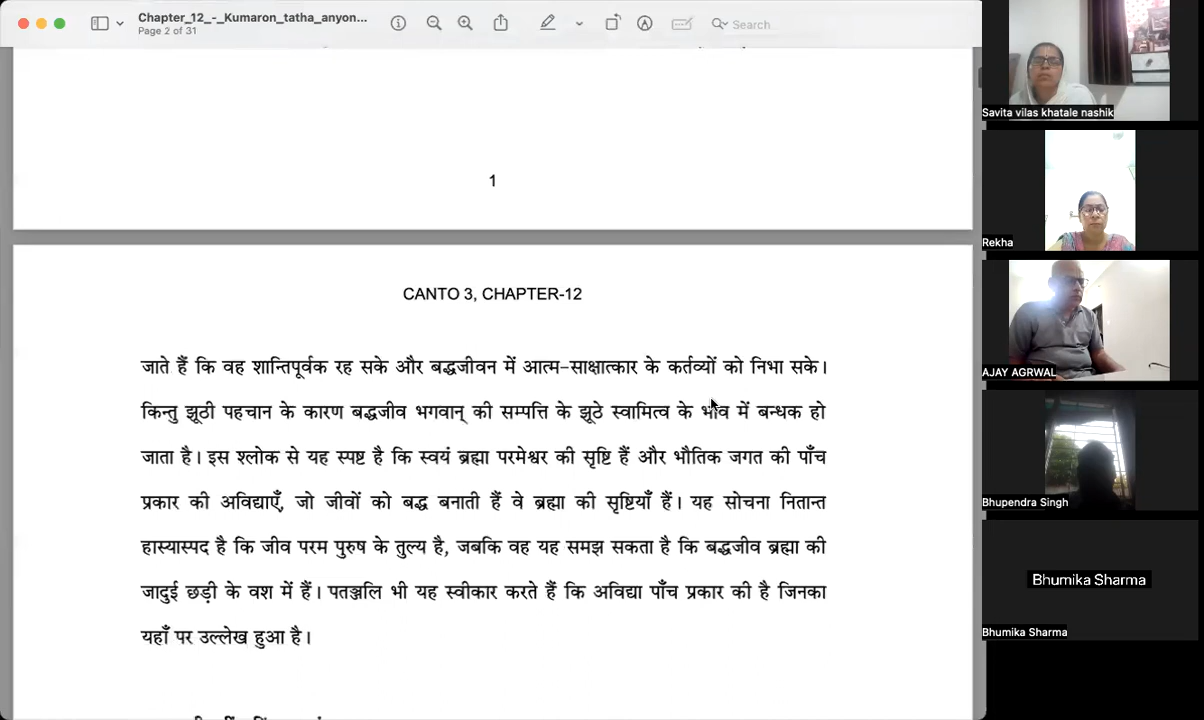 Chapter_12_-_Kumaron_tatha_anyon...
Page 2 of 31
Search
1
CANTO 3, CHAPTER-12
जाते हैं कि वह शान्तिपूर्वक रह सके और बद्धजीवन में आत्म-साक्षात्कार के कर्तव्यों को निभा सके।
किन्तु झूठी पहचान के कारण बद्धजीव भगवान् की सम्पत्ति के झूठे स्वामित्व के भाव में बन्धक हो
जाता है। इस श्लोक से यह स्पष्ट है कि स्वयं ब्रह्मा परमेश्वर की सृष्टि हैं और भौतिक जगत की पाँच
प्रकार की अविद्याएँ, जो जीवों को बद्ध बनाती हैं वे ब्रह्मा की सृष्टियाँ हैं। यह सोचना नितान्त
हास्यास्पद है कि जीव परम पुरुष के तुल्य है, जबकि वह यह समझ सकता है कि बद्धजीव ब्रह्मा की
जादुई छड़ी के वश में हैं। पतञ्जलि भी यह स्वीकार करते हैं कि अविद्या पाँच प्रकार की है जिनका
यहाँ पर उल्लेख हुआ है।
Savita vilas khatale nashik
Rekha
AJAY AGRWAL
Bhupendra Singh
Bhumika Sharma
Bhumika Sharma